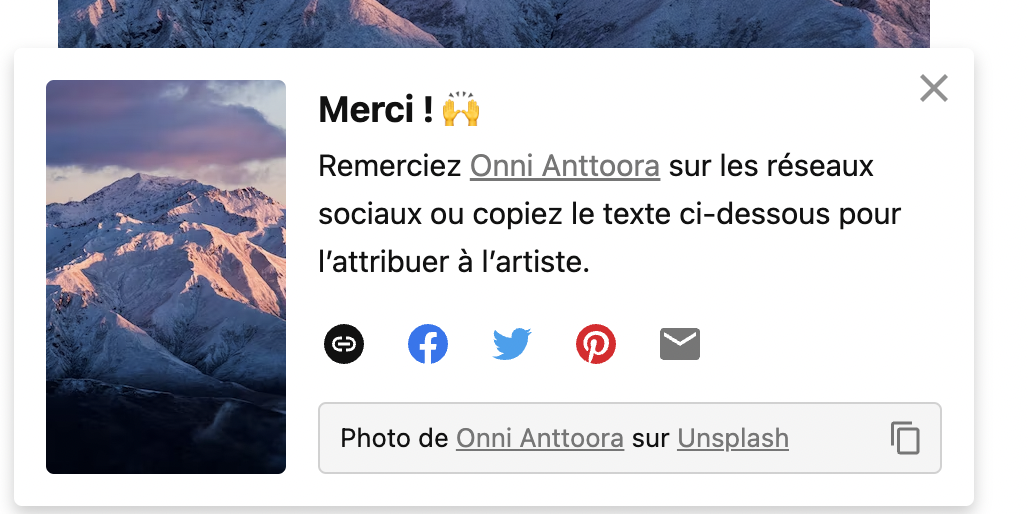 Merci ! 🙌
Remerciez Onni Anttoora sur les réseaux
sociaux ou copiez le texte ci-dessous pour
l’attribuer à l’artiste.
Photo de Onni Anttoora sur Unsplash